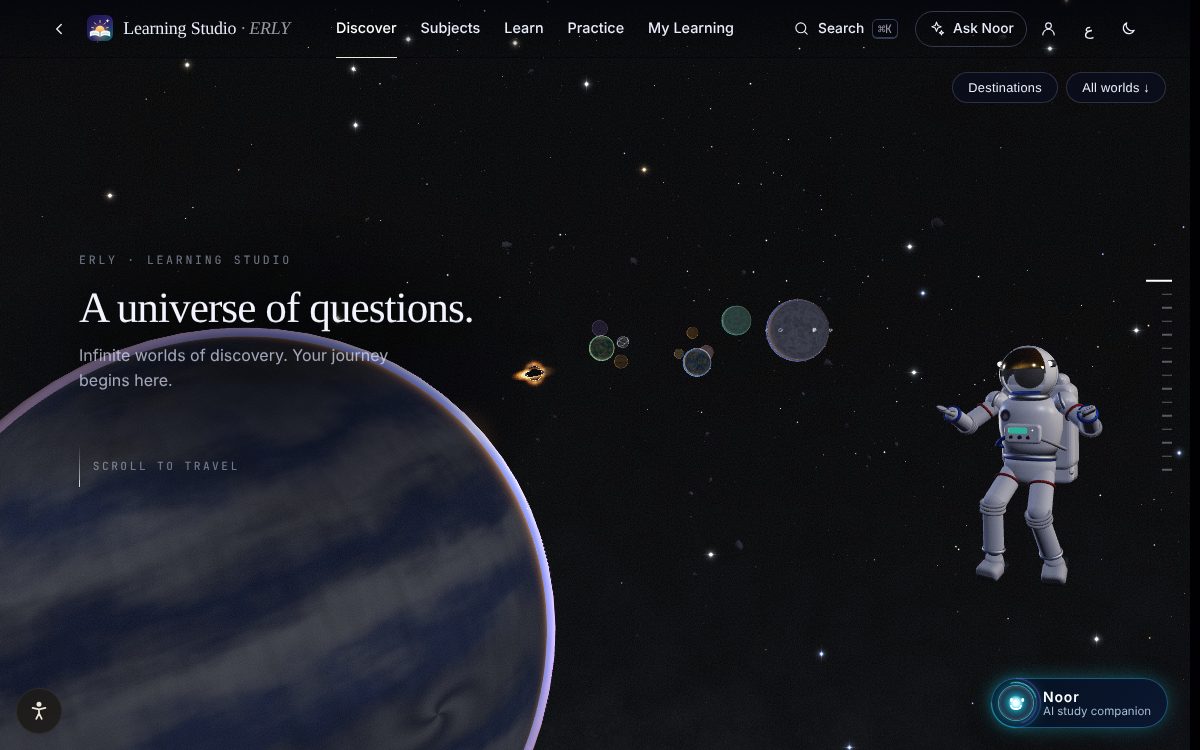 Learning Studio · ERLY
Discover
Subjects
Learn
Practice
My Learning
Search ⌘K
Ask Noor
ع
Destinations
All worlds ↓
ERLY · LEARNING STUDIO
A universe of questions.
Infinite worlds of discovery. Your journey
begins here.
SCROLL TO TRAVEL
Noor
AI study companion